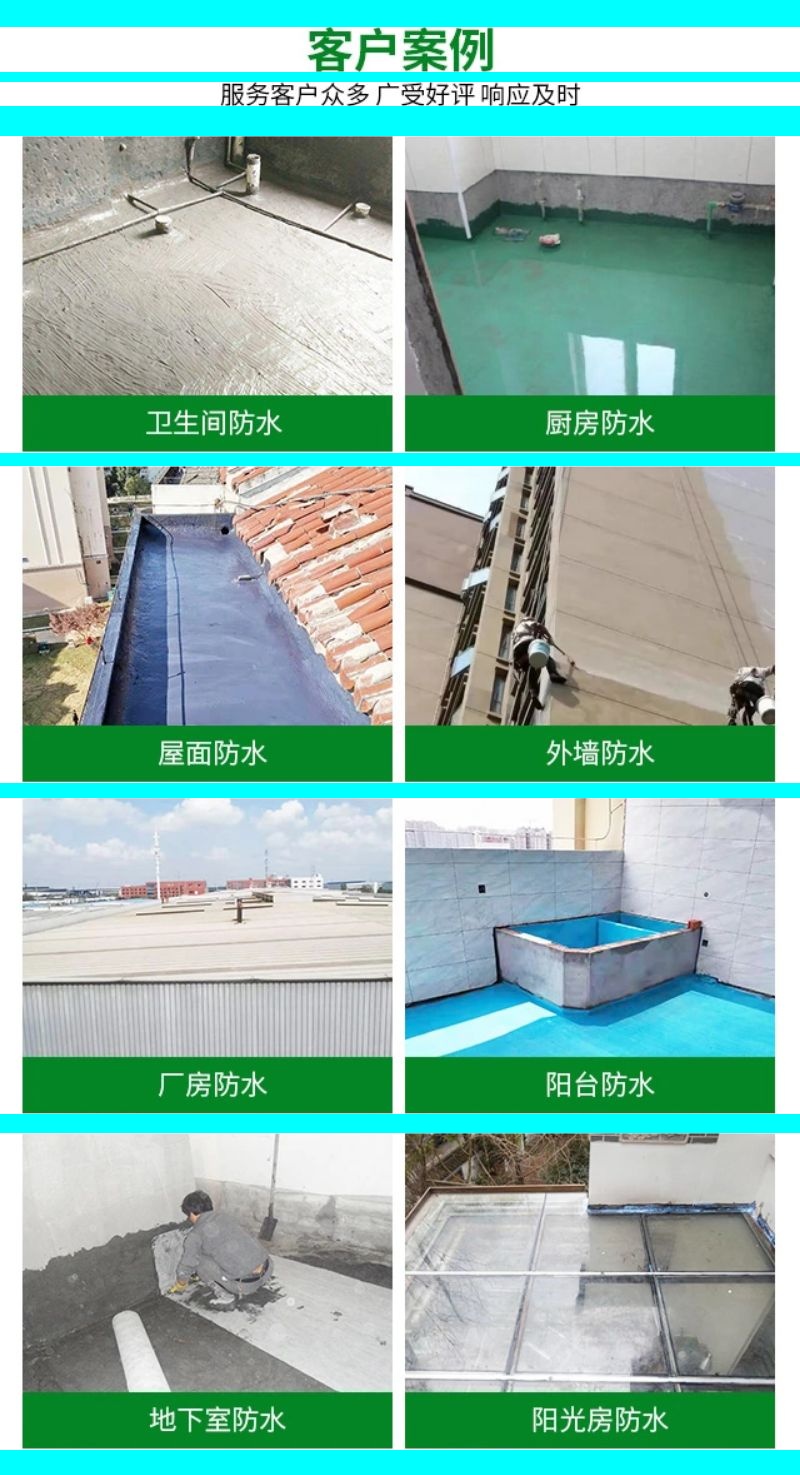 客户案例
服务客户众多 广受好评 响应及时
卫生间防水
厨房防水
屋面防水
外墙防水
厂房防水
阳台防水
地下室防水
阳光房防水